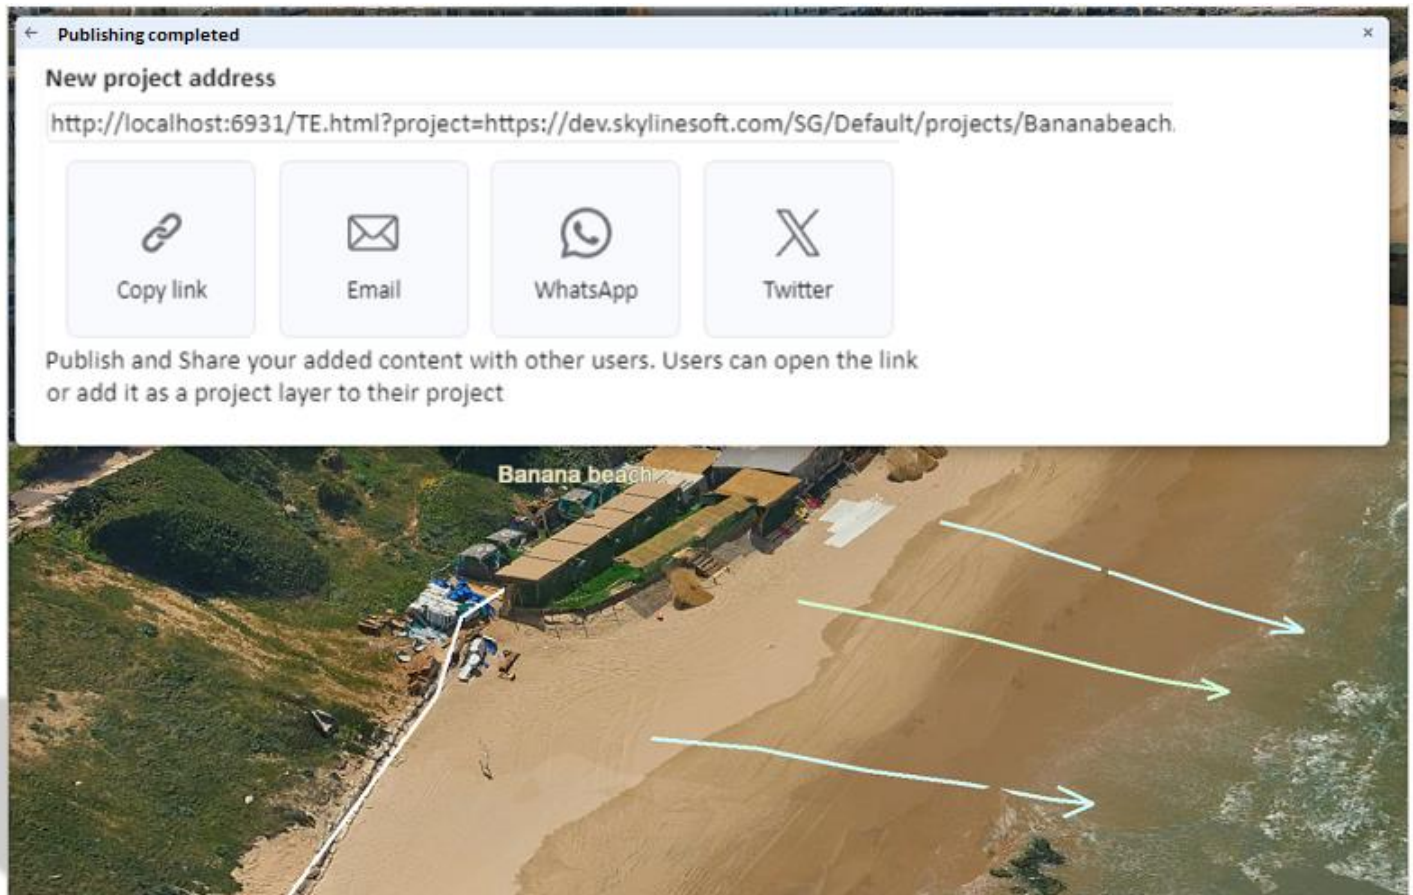 Publishing completed
New project address
http://localhost:6931/TE.html?project=https://dev.skylinesoft.com/SG/Default/projects/Bananabeach.
Copy link
Email
WhatsApp
Twitter
Publish and Share your added content with other users. Users can open the link
or add it as a project layer to their project
Banana beach